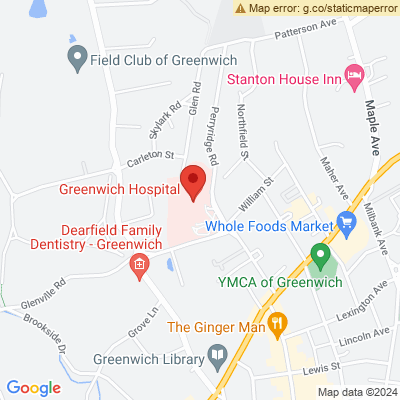 Map error: g.co/staticmaperror
Patterson Ave
Field Club of Greenwich
Stanton House Inn
Glen Rd
Skylark Rd
Perryridge Rd
Northfield St
Maple Ave
Carleton St
Maher Ave
Greenwich Hospital
William St
Milbank Ave
Dearfield Family
Dentistry - Greenwich
Whole Foods Market
Glenville Rd
YMCA of Greenwich
Brookside Dr.
Grove Ln
The Ginger Man
Lexington Ave
Lincoln Ave
Greenwich Library
Lewis St
Google
Map data ©2024